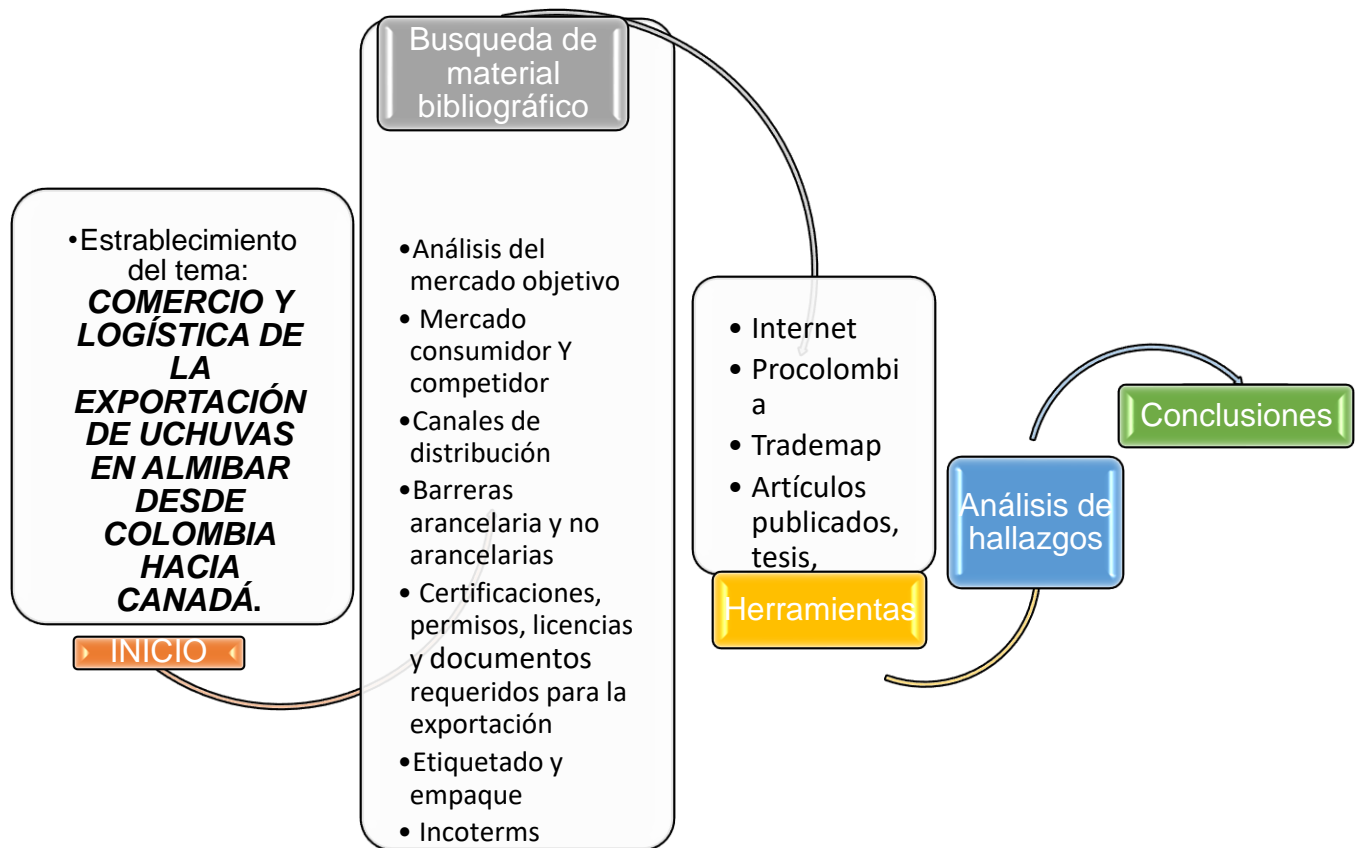 •Estrablecimiento
del tema:
COMERCIO Y
LOGÍSTICA DE
LA
EXPORTACIÓN
DE UCHUVAS
EN ALMIBAR
DESDE
COLOMBIA
HACIA
CANADÁ.
INICIO
Busqueda de
material
bibliográfico
•Análisis del
mercado objetivo
• Mercado
consumidor Y
competidor
•Canales de
distribución
•Barreras
arancelaria y no
arancelarias
• Certificaciones,
permisos, licencias
y documentos
requeridos para la
exportación
•Etiquetado y
empaque
• Incoterms
• Internet
• Procolombi
a
• Trademap
• Artículos
publicados,
tesis,
Herramientas
Análisis de
hallazgos
Conclusiones